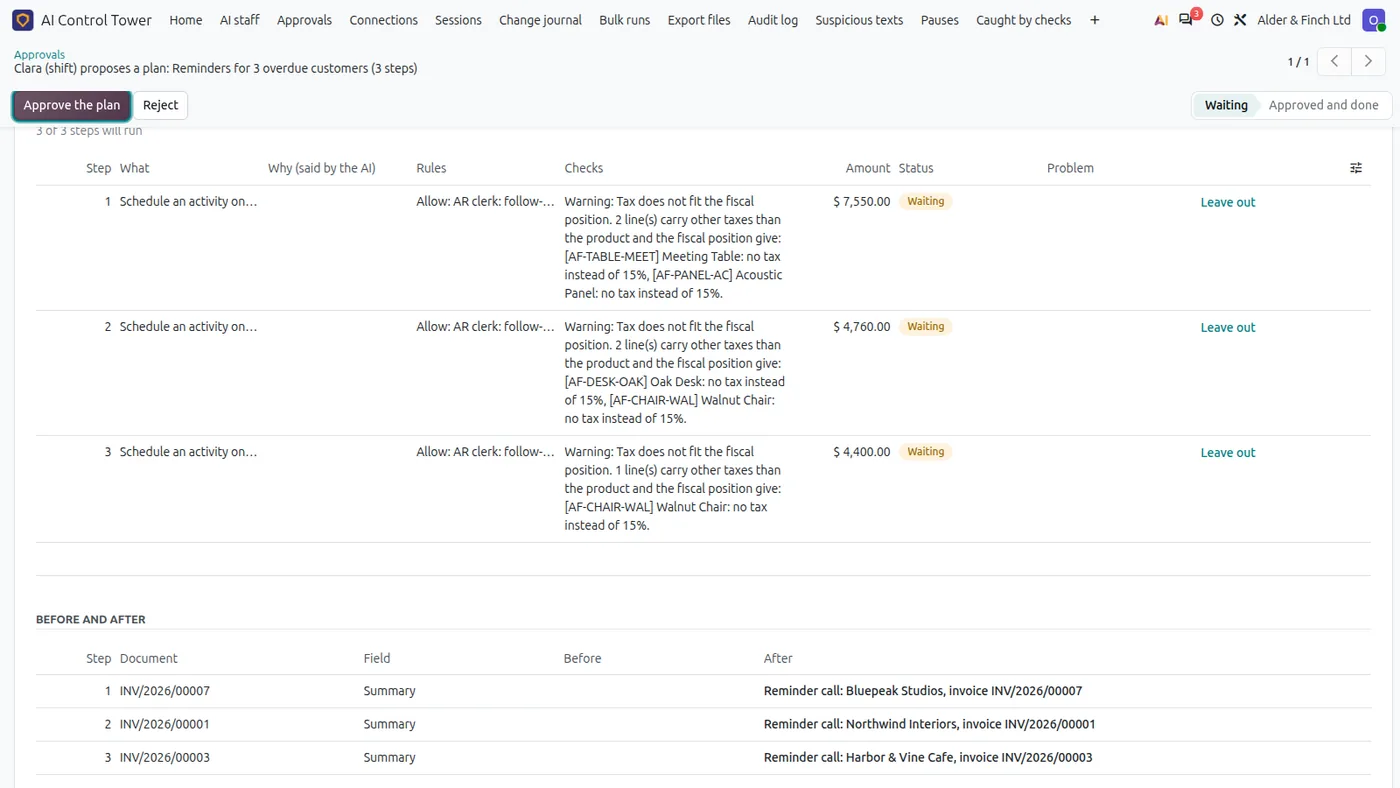 AI Control Tower Home AI staff Approvals Connections Sessions Change journal Bulk runs Export files Audit log Suspicious texts Pauses Caught by checks + AI 3 Alder & Finch Ltd O
Approvals
Clara (shift) proposes a plan: Reminders for 3 overdue customers (3 steps)
1 / 1
Approve the plan Reject
Waiting Approved and done
3 of 3 steps will run
Step What Why (said by the AI) Rules Checks Amount Status Problem
1 Schedule an activity on… Allow: AR clerk: follow-… Warning: Tax does not fit the fiscal $ 7,550.00 Waiting Leave out
position. 2 line(s) carry other taxes than
the product and the fiscal position give:
[AF-TABLE-MEET] Meeting Table: no tax
instead of 15%, [AF-PANEL-AC] Acoustic
Panel: no tax instead of 15%.
2 Schedule an activity on… Allow: AR clerk: follow-… Warning: Tax does not fit the fiscal $ 4,760.00 Waiting Leave out
position. 2 line(s) carry other taxes than
the product and the fiscal position give:
[AF-DESK-OAK] Oak Desk: no tax instead
of 15%, [AF-CHAIR-WAL] Walnut Chair:
no tax instead of 15%.
3 Schedule an activity on… Allow: AR clerk: follow-… Warning: Tax does not fit the fiscal $ 4,400.00 Waiting Leave out
position. 1 line(s) carry other taxes than
the product and the fiscal position give:
[AF-CHAIR-WAL] Walnut Chair: no tax
instead of 15%.
BEFORE AND AFTER
Step Document Field Before After
1 INV/2026/00007 Summary Reminder call: Bluepeak Studios, invoice INV/2026/00007
2 INV/2026/00001 Summary Reminder call: Northwind Interiors, invoice INV/2026/00001
3 INV/2026/00003 Summary Reminder call: Harbor & Vine Cafe, invoice INV/2026/00003